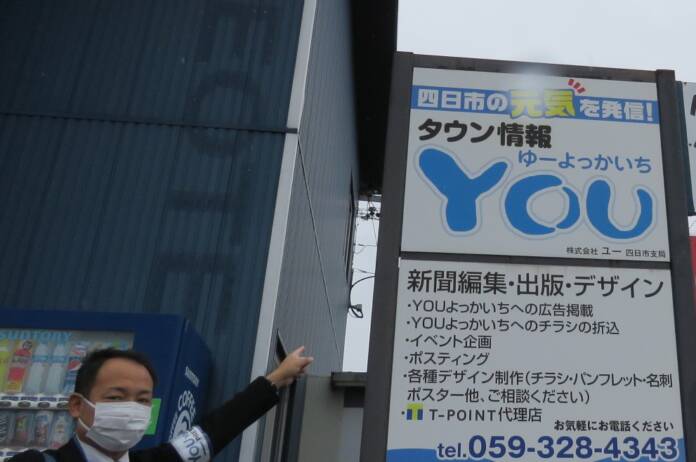 四日市の元気を発信!
タウン情報
ゆーよっかいち
YOU
株式会社 ユー 四日市支局
新聞編集・出版・デザイン
・YOUよっかいちへの広告掲載
・YOUよっかいちへのチラシの折込
・イベント企画
・ポスティング
・各種デザイン制作(チラシ・パンフレット・名刺
ポスター他、ご相談ください)
・T T-POINT代理店
お気軽にお電話ください
tel.059-328-4343
SUNTORY